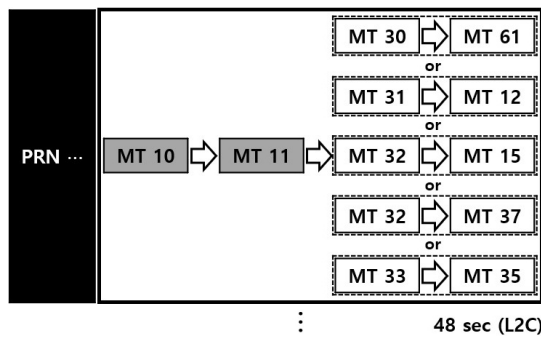 MT 30 MT 61
or
MT 31 MT 12
or
PRN ··· MT 10 MT 11 MT 32 MT 15
or
MT 32 MT 37
or
MT 33 MT 35
⋮ 48 sec (L2C)